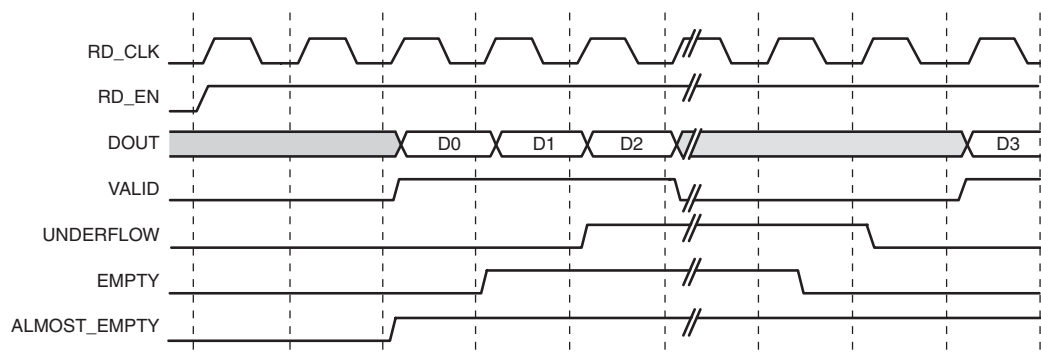 RD_CLK
RD_EN
DOUT D0 D1 D2 D3
VALID
UNDERFLOW
EMPTY
ALMOST_EMPTY